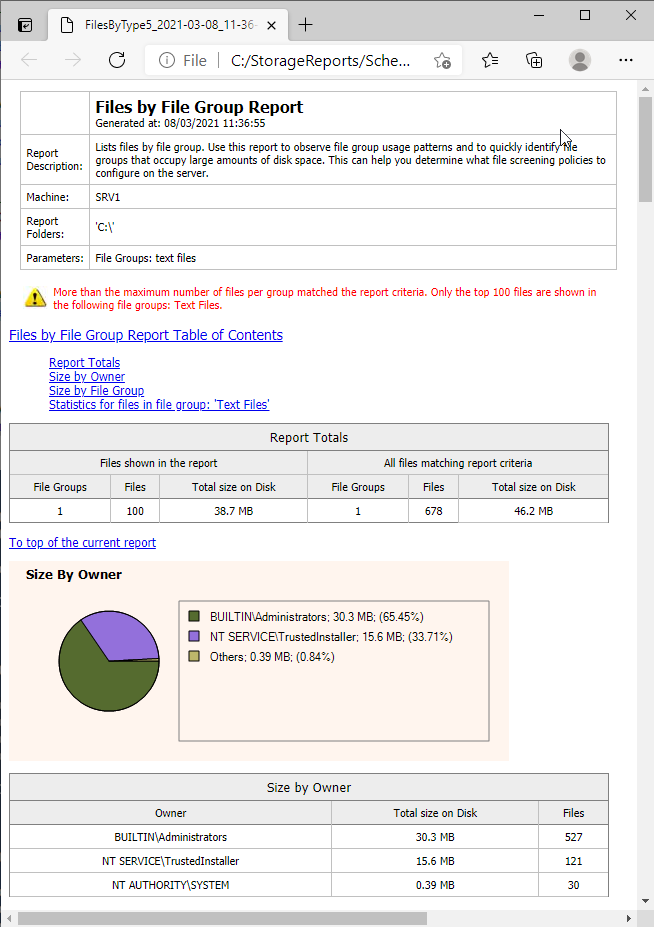 FilesByType5_2021-03-08_11-36-
File | C:/StorageReports/Sche...
Files by File Group Report
Generated at: 08/03/2021 11:36:55
Report
Description:
Lists files by file group. Use this report to observe file group usage patterns and to quickly identify file
groups that occupy large amounts of disk space. This can help you determine what file screening policies to
configure on the server.
Machine: SRV1
Report
Folders:
'C:\'
Parameters: File Groups: text files
More than the maximum number of files per group matched the report criteria. Only the top 100 files are shown in
the following file groups: Text Files.
Files by File Group Report Table of Contents
Report Totals
Size by Owner
Size by File Group
Statistics for files in file group: 'Text Files'
Report Totals
Files shown in the report All files matching report criteria
File Groups Files Total size on Disk File Groups Files Total size on Disk
1 100 38.7 MB 1 678 46.2 MB
To top of the current report
Size By Owner
BUILTIN\Administrators; 30.3 MB; (65.45%)
NT SERVICE\TrustedInstaller; 15.6 MB; (33.71%)
Others; 0.39 MB; (0.84%)
Size by Owner
Owner Total size on Disk Files
BUILTIN\Administrators 30.3 MB 527
NT SERVICE\TrustedInstaller 15.6 MB 121
NT AUTHORITY\SYSTEM 0.39 MB 30